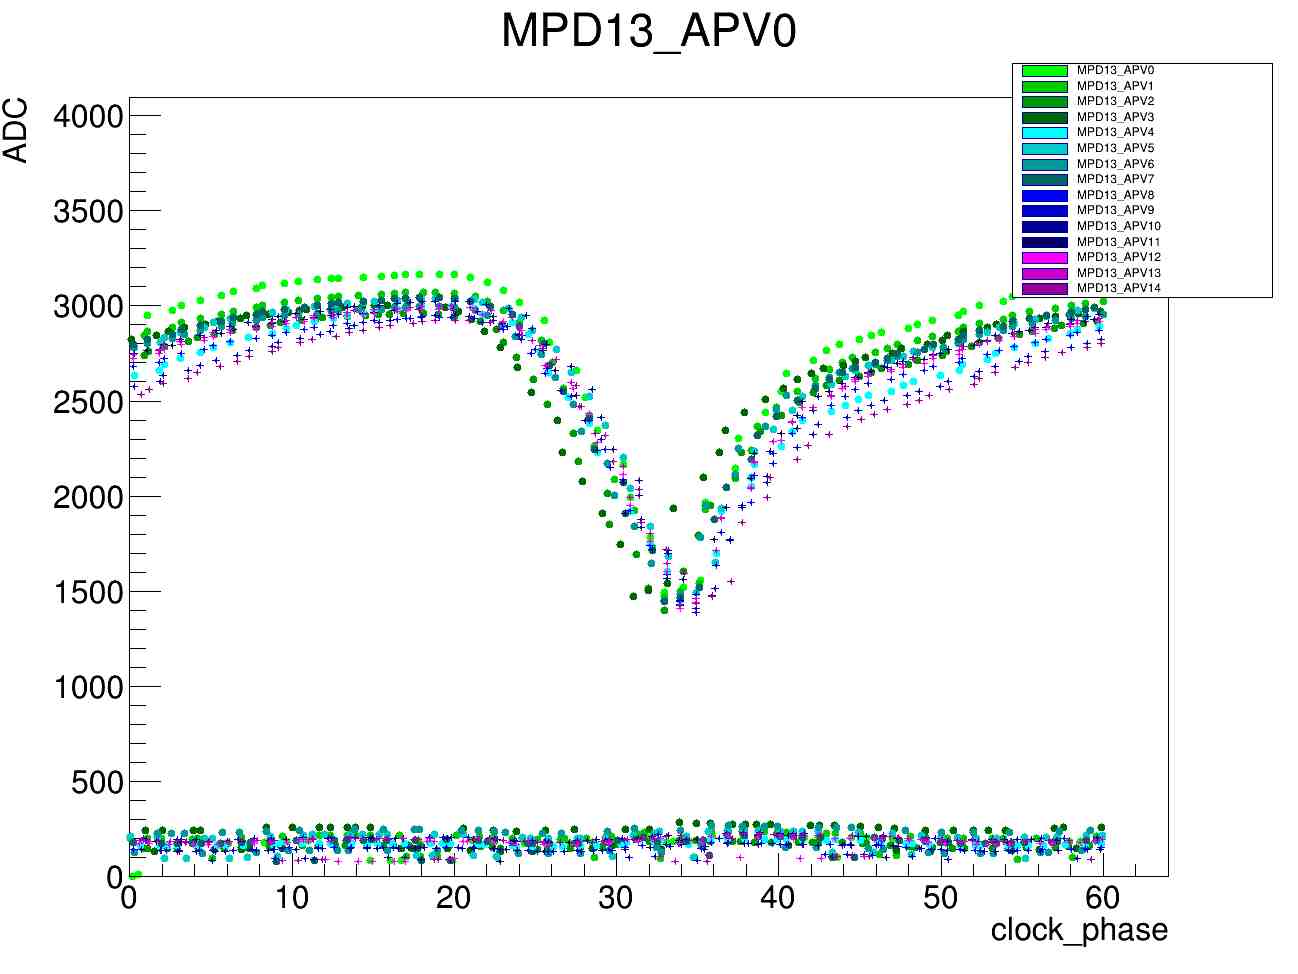 MPD13_APV0
ADC
4000
3500
3000
2500
2000
1500
1000
500
0
0 10 20 30 40 50 60
clock_phase
MPD13_APV0
MPD13_APV1
MPD13_APV2
MPD13_APV3
MPD13_APV4
MPD13_APV5
MPD13_APV6
MPD13_APV7
MPD13_APV8
MPD13_APV9
MPD13_APV10
MPD13_APV11
MPD13_APV12
MPD13_APV13
MPD13_APV14